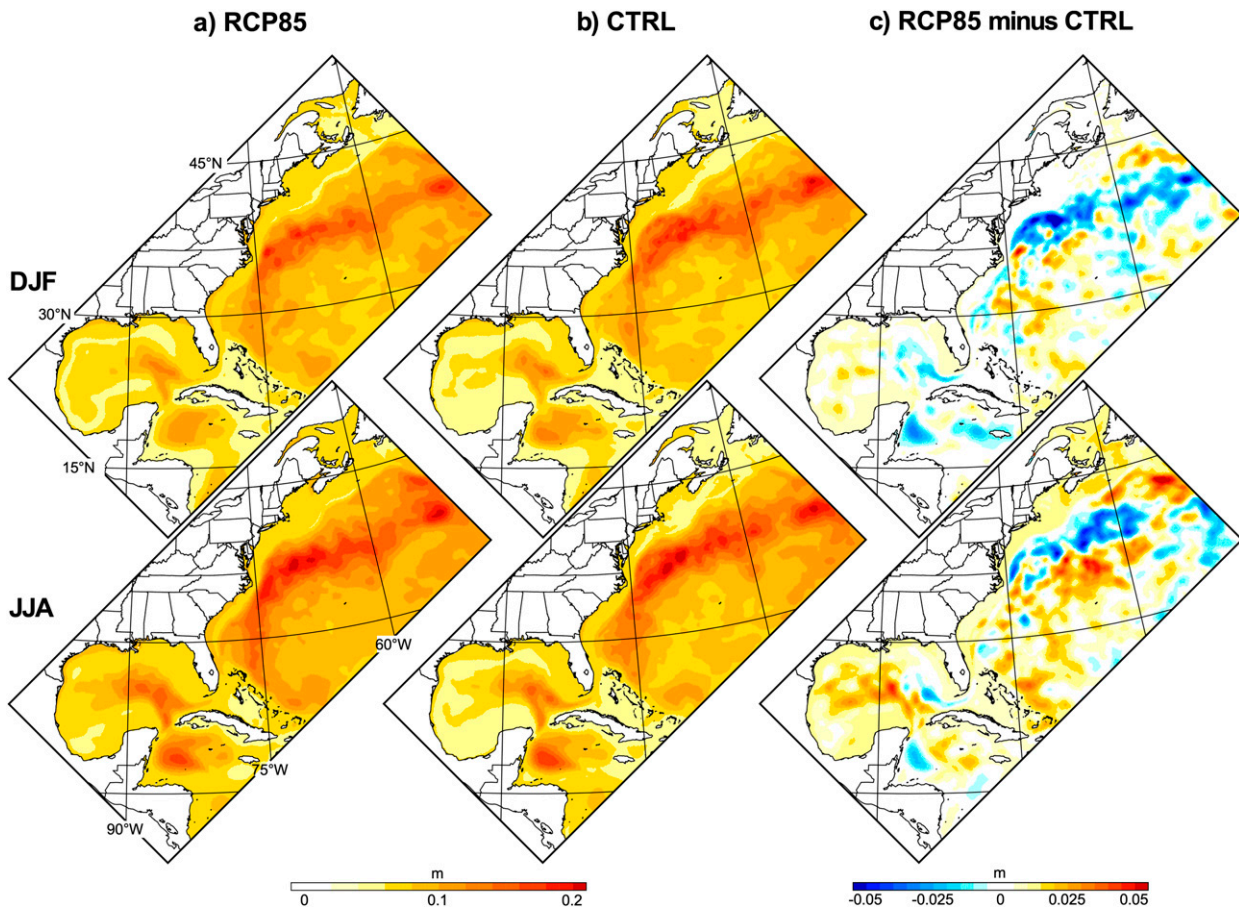 a) RCP85
b) CTRL
c) RCP85 minus CTRL
45°N
DJF
30°N
15°N
JJA
60°W
75°W
90°W
m
0
0.1
0.2
m
-0.05
-0.025
0
0.025
0.05